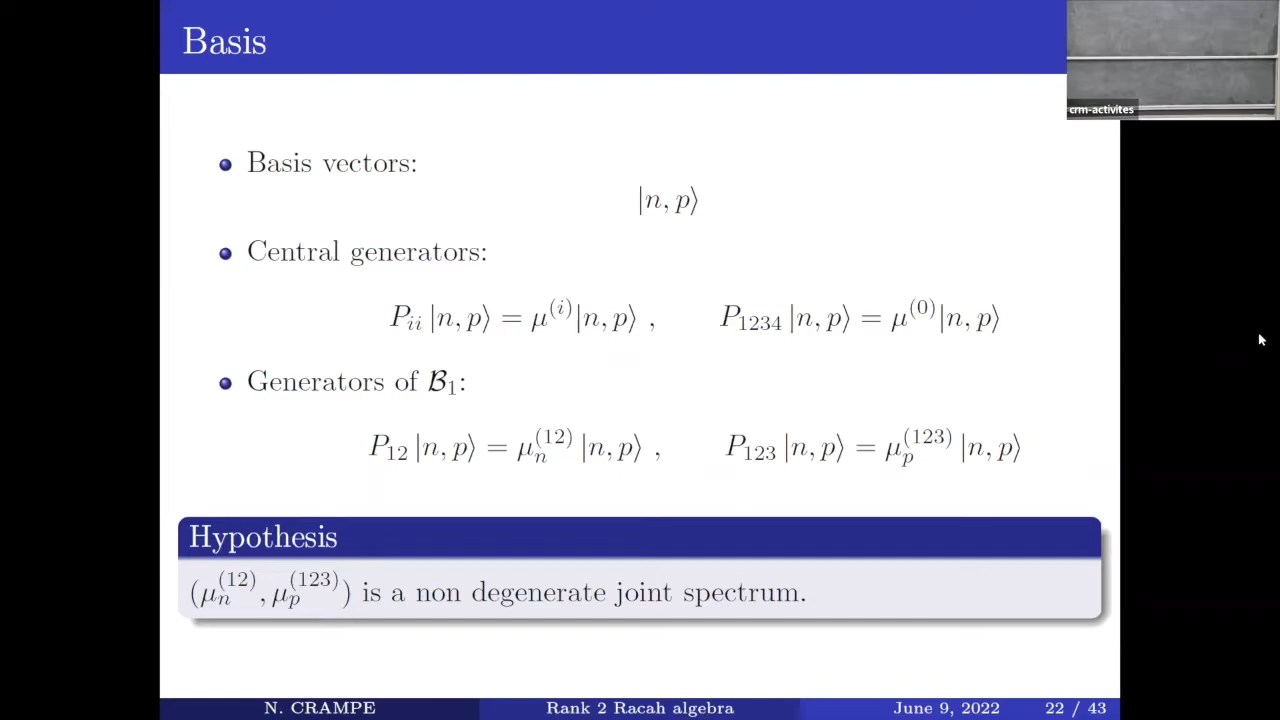 Basis
crm-activites
Basis vectors:
|n, p⟩
Central generators:
P_{ii} |n, p⟩ = μ^{(i)}|n, p⟩ , P_{1234} |n, p⟩ = μ^{(0)}|n, p⟩
Generators of 𝓑_1:
P_{12} |n, p⟩ = μ_n^{(12)} |n, p⟩ , P_{123} |n, p⟩ = μ_p^{(123)} |n, p⟩
Hypothesis
(μ_n^{(12)}, μ_p^{(123)}) is a non degenerate joint spectrum.
N. CRAMPE Rank 2 Racah algebra June 9, 2022 22 / 43